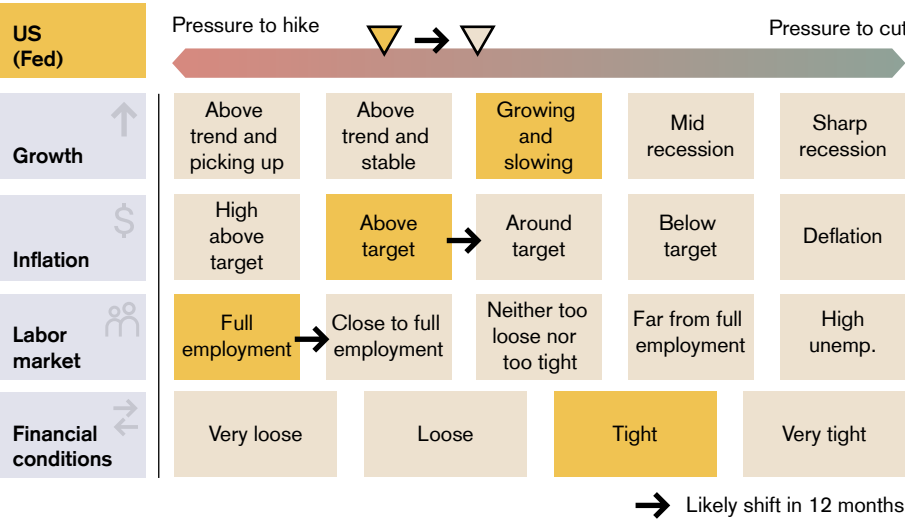 US
(Fed)
Pressure to hike
Pressure to cut
Growth
Above
trend and
picking up
Above
trend and
stable
Growing
and
slowing
Mid
recession
Sharp
recession
$
Inflation
High
above
target
Above
target
Around
target
Below
target
Deflation
Labor
market
Full
employment
Close to full
employment
Neither too
loose nor
too tight
Far from full
employment
High
unemp.
Financial
conditions
Very loose
Loose
Tight
Very tight
Likely shift in 12 months